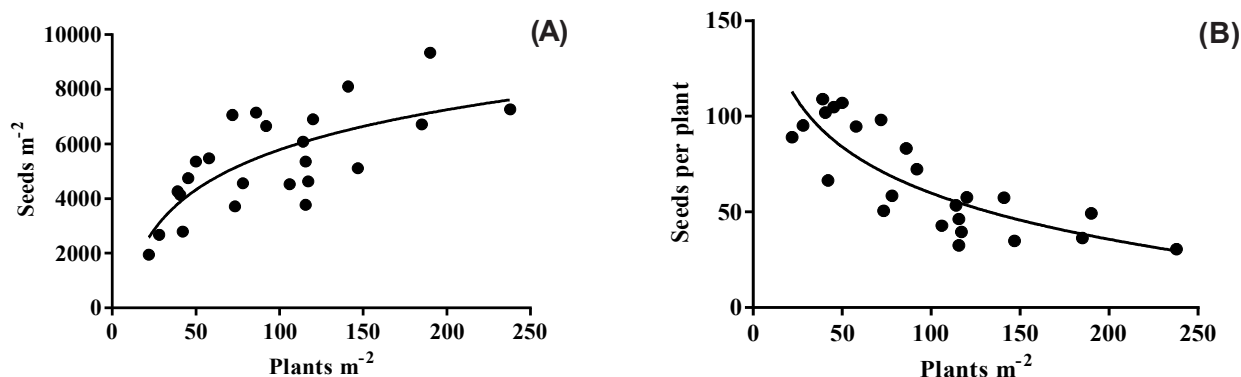 (A)
10000
8000
6000
4000
2000
0
Seeds m-2
0 50 100 150 200 250
Plants m-2
(B)
150
100
50
0
Seeds per plant
0 50 100 150 200 250
Plants m-2